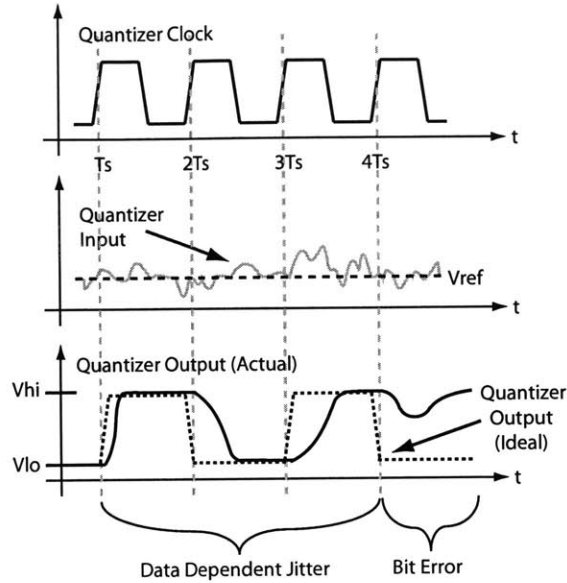 Quantizer Clock
t
Ts 2Ts 3Ts 4Ts
Quantizer
Input
Vref
t
Quantizer Output (Actual)
Vhi
Quantizer
Output
(Ideal)
Vlo
t
Data Dependent Jitter
Bit Error